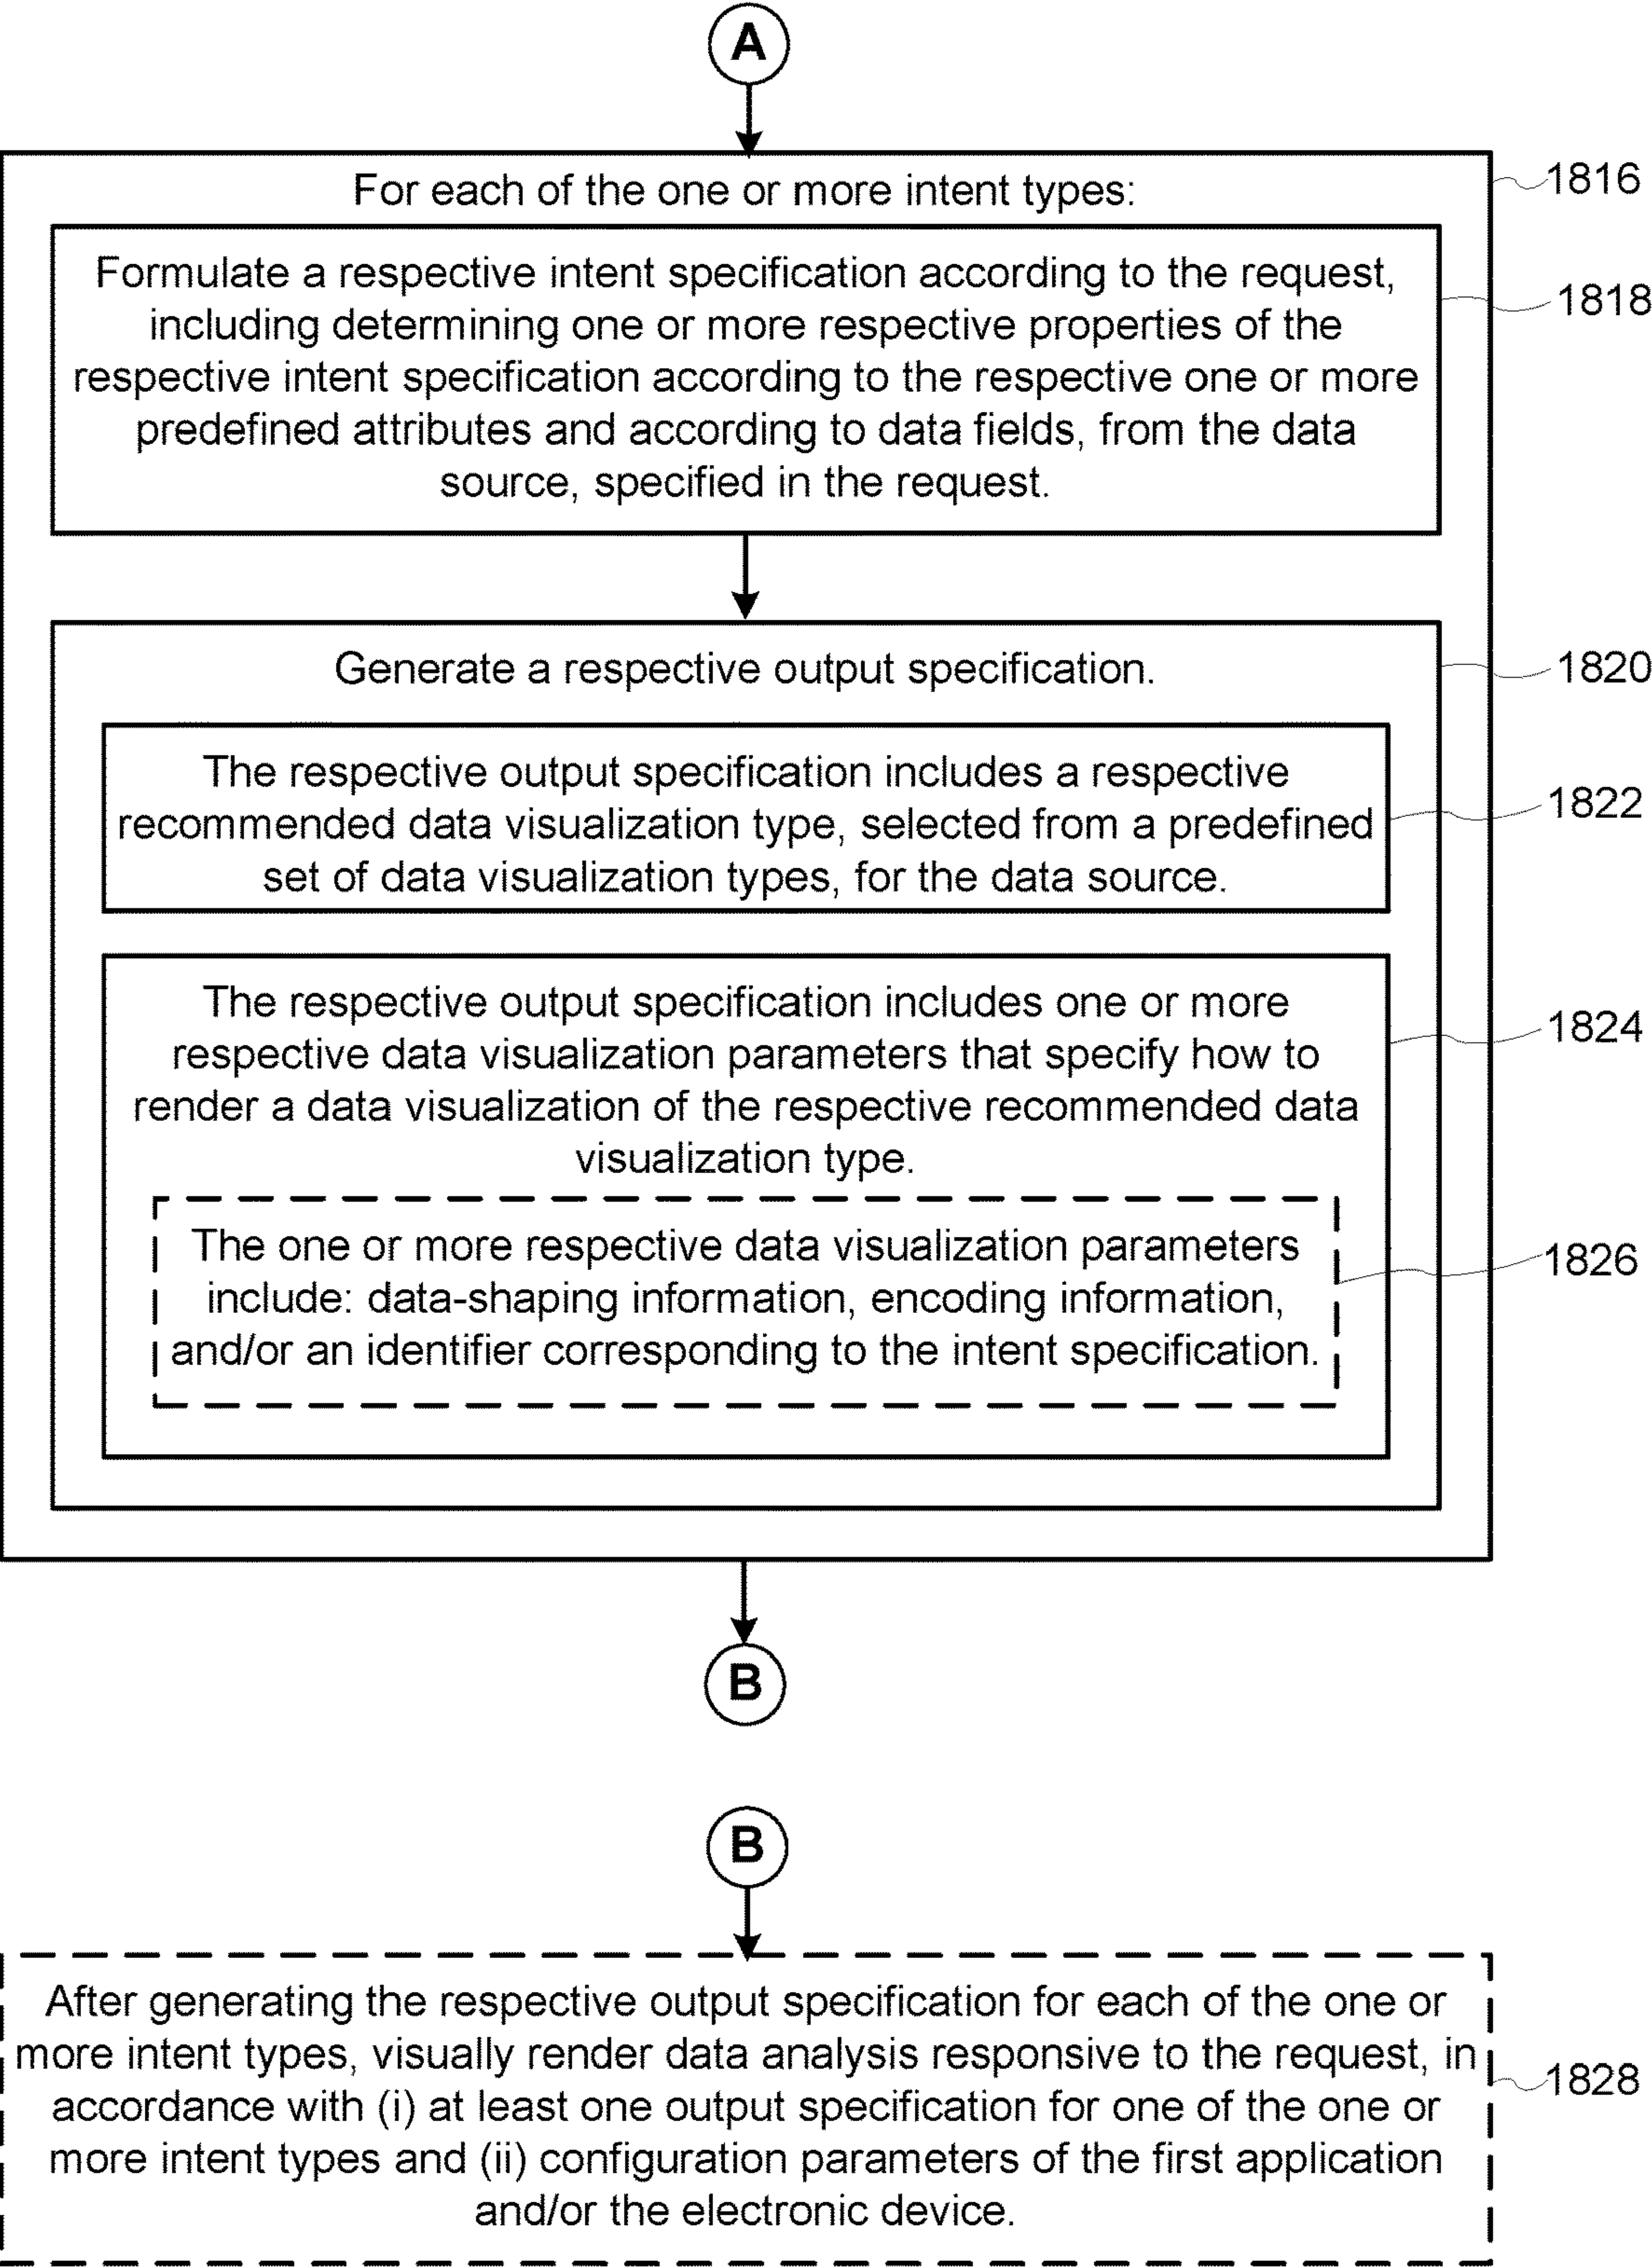 A
For each of the one or more intent types:
1816
Formulate a respective intent specification according to the request,
including determining one or more respective properties of the
respective intent specification according to the respective one or more
predefined attributes and according to data fields, from the data
source, specified in the request.
1818
Generate a respective output specification.
1820
The respective output specification includes a respective
recommended data visualization type, selected from a predefined
set of data visualization types, for the data source.
1822
The respective output specification includes one or more
respective data visualization parameters that specify how to
render a data visualization of the respective recommended data
visualization type.
1824
The one or more respective data visualization parameters
include: data-shaping information, encoding information,
and/or an identifier corresponding to the intent specification.
1826
B
B
After generating the respective output specification for each of the one or
more intent types, visually render data analysis responsive to the request, in
accordance with (i) at least one output specification for one of the one or
more intent types and (ii) configuration parameters of the first application
and/or the electronic device.
1828